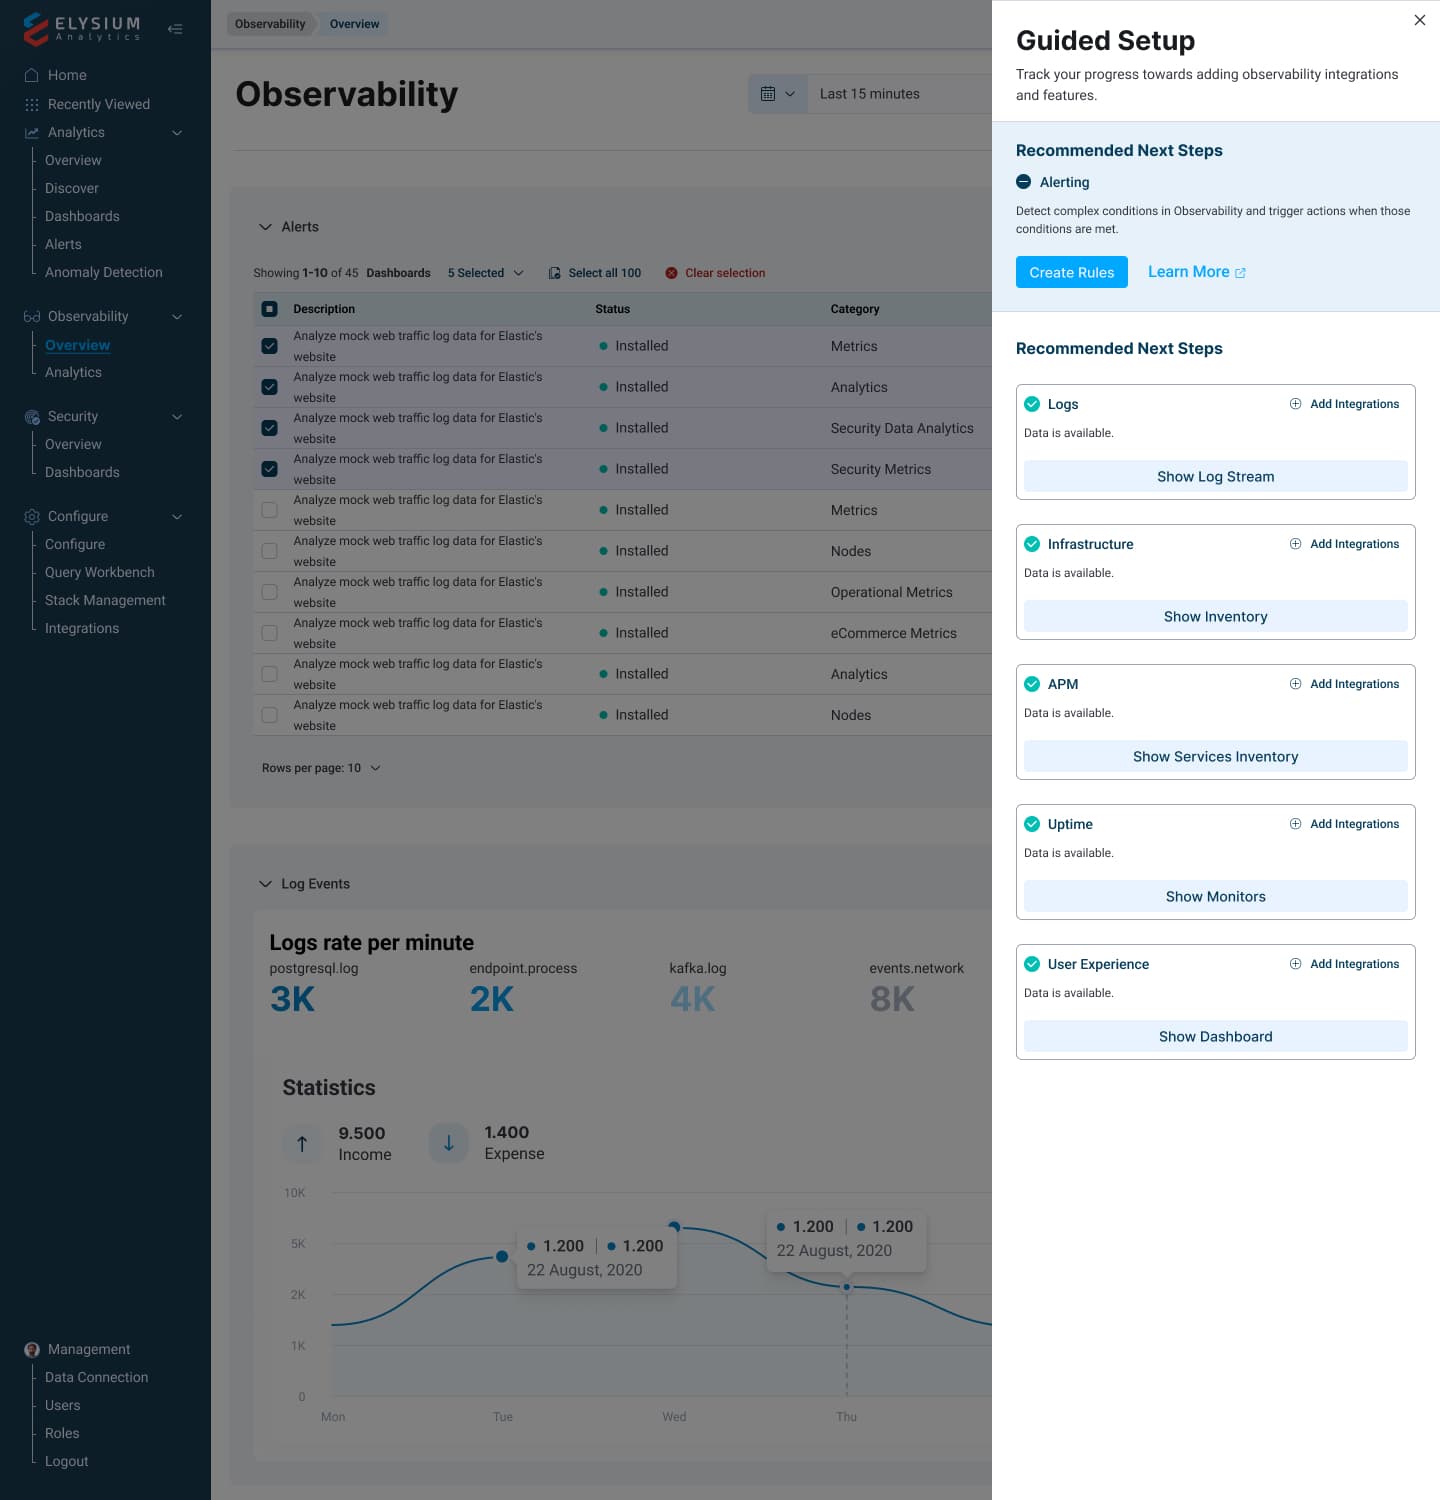 ELYSIUM
Analytics
Home
Recently Viewed
Analytics
Overview
Discover
Dashboards
Alerts
Anomaly Detection
Observability
Overview
Analytics
Security
Overview
Dashboards
Configure
Configure
Query Workbench
Stack Management
Integrations
Management
Data Connection
Users
Roles
Logout
Observability Overview
Observability
Last 15 minutes
Alerts
Showing 1-10 of 45 Dashboards 5 Selected Select all 100 Clear selection
Description Status Category
Analyze mock web traffic log data for Elastic's
website
Installed Metrics
Analyze mock web traffic log data for Elastic's
website
Installed Analytics
Analyze mock web traffic log data for Elastic's
website
Installed Security Data Analytics
Analyze mock web traffic log data for Elastic's
website
Installed Security Metrics
Analyze mock web traffic log data for Elastic's
website
Installed Metrics
Analyze mock web traffic log data for Elastic's
website
Installed Nodes
Analyze mock web traffic log data for Elastic's
website
Installed Operational Metrics
Analyze mock web traffic log data for Elastic's
website
Installed eCommerce Metrics
Analyze mock web traffic log data for Elastic's
website
Installed Analytics
Analyze mock web traffic log data for Elastic's
website
Installed Nodes
Rows per page: 10
Log Events
Logs rate per minute
postgresql.log endpoint.process kafka.log events.network
3K 2K 4K 8K
Statistics
9.500 1.400
Income Expense
10K
5K
2K
1K
0
1.200 1.200
22 August, 2020
1.200 1.200
22 August, 2020
Mon Tue Wed Thu
Guided Setup
Track your progress towards adding observability integrations
and features.
Recommended Next Steps
Alerting
Detect complex conditions in Observability and trigger actions when those
conditions are met.
Create Rules Learn More
Recommended Next Steps
Logs Add Integrations
Data is available.
Show Log Stream
Infrastructure Add Integrations
Data is available.
Show Inventory
APM Add Integrations
Data is available.
Show Services Inventory
Uptime Add Integrations
Data is available.
Show Monitors
User Experience Add Integrations
Data is available.
Show Dashboard